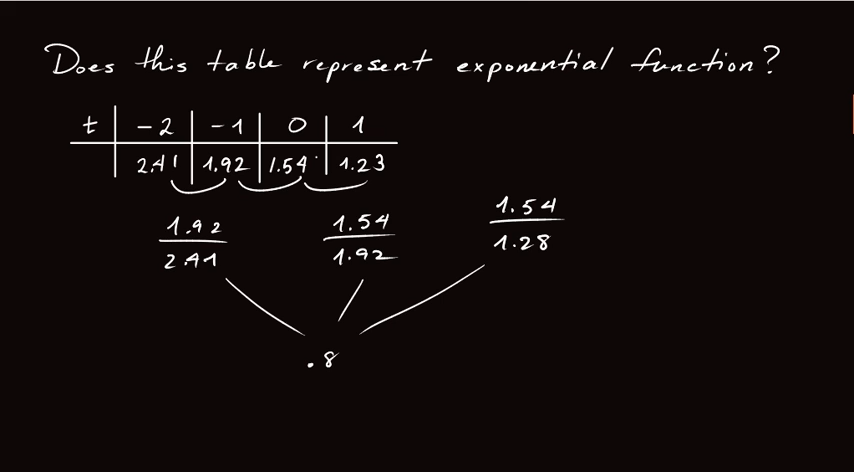 Does this table represent exponential function?
t -2 -1 0 1
2.41 1.92 1.54 1.23
1.92 1.54 1.54
2.41 1.92 1.28
.8